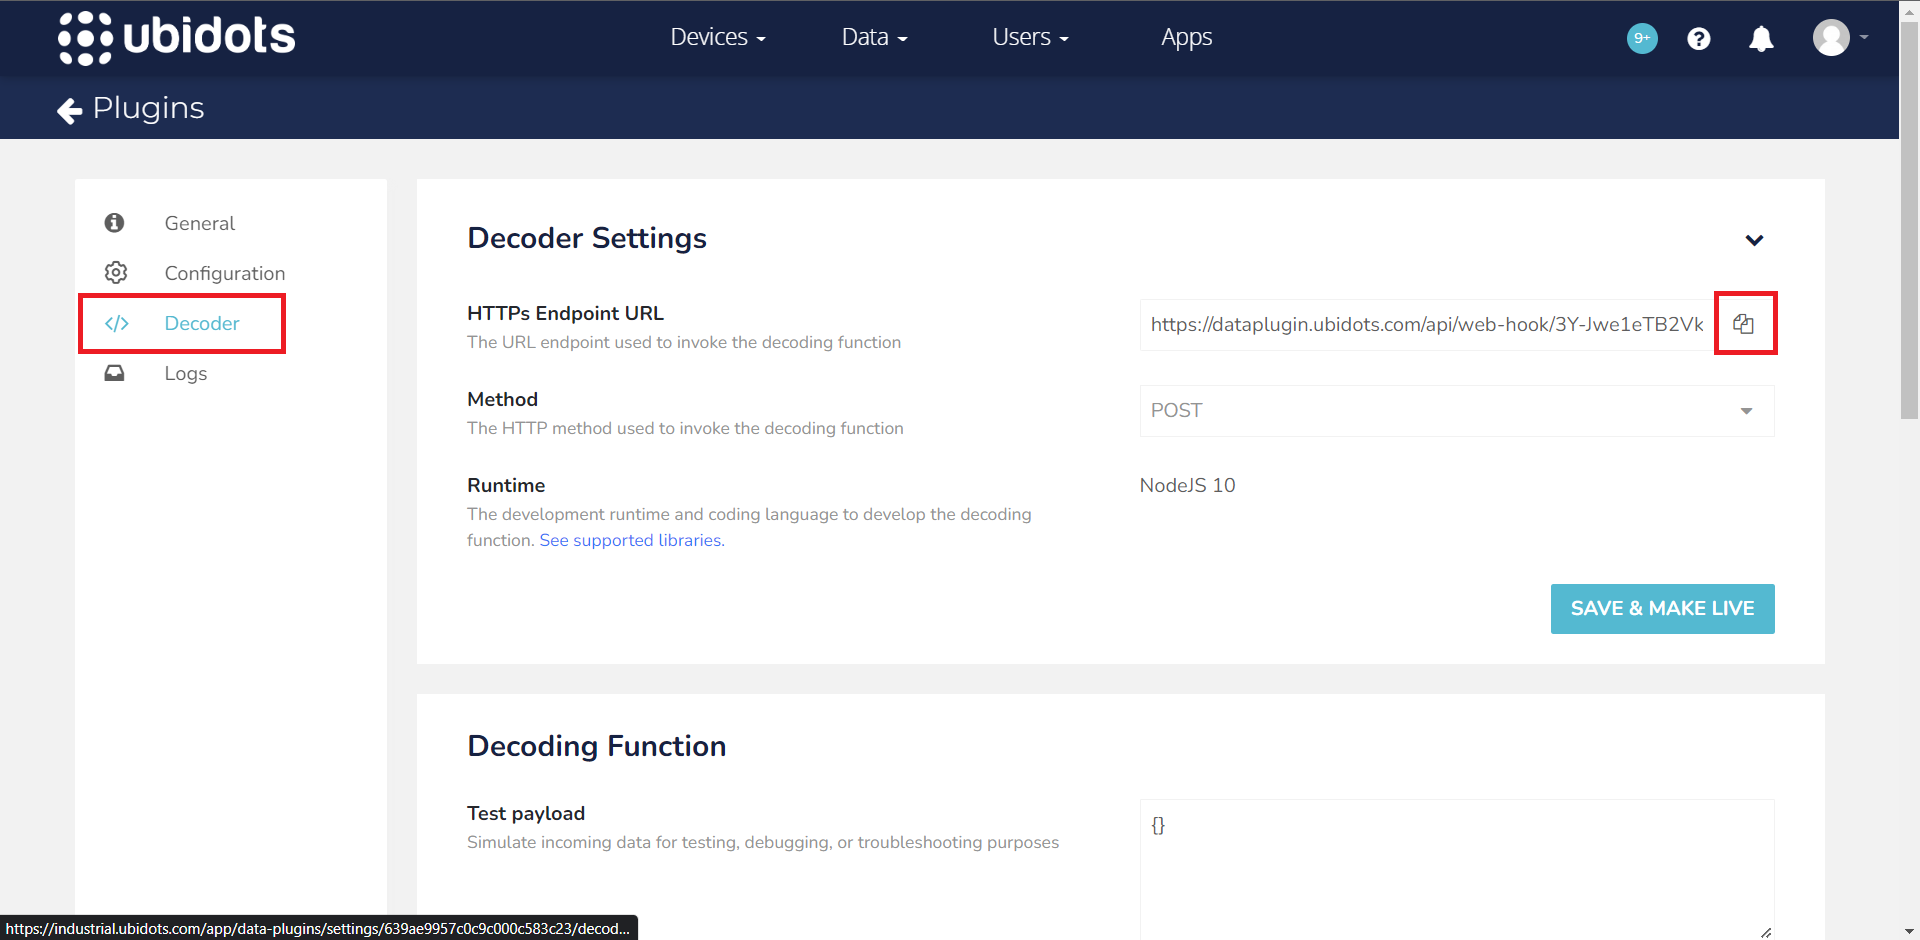 ubidots
Devices
Data
Users
Apps
9+
?
Plugins
General
Configuration
</> Decoder
Logs
Decoder Settings
HTTPs Endpoint URL
The URL endpoint used to invoke the decoding function
https://dataplugin.ubidots.com/api/web-hook/3Y-Jwe1eTB2Vk
Method
The HTTP method used to invoke the decoding function
POST
Runtime
The development runtime and coding language to develop the decoding
function. See supported libraries.
NodeJS 10
SAVE & MAKE LIVE
Decoding Function
Test payload
Simulate incoming data for testing, debugging, or troubleshooting purposes
{}
https://industrial.ubidots.com/app/data-plugins/settings/639ae9957c0c9c000c583c23/decod...